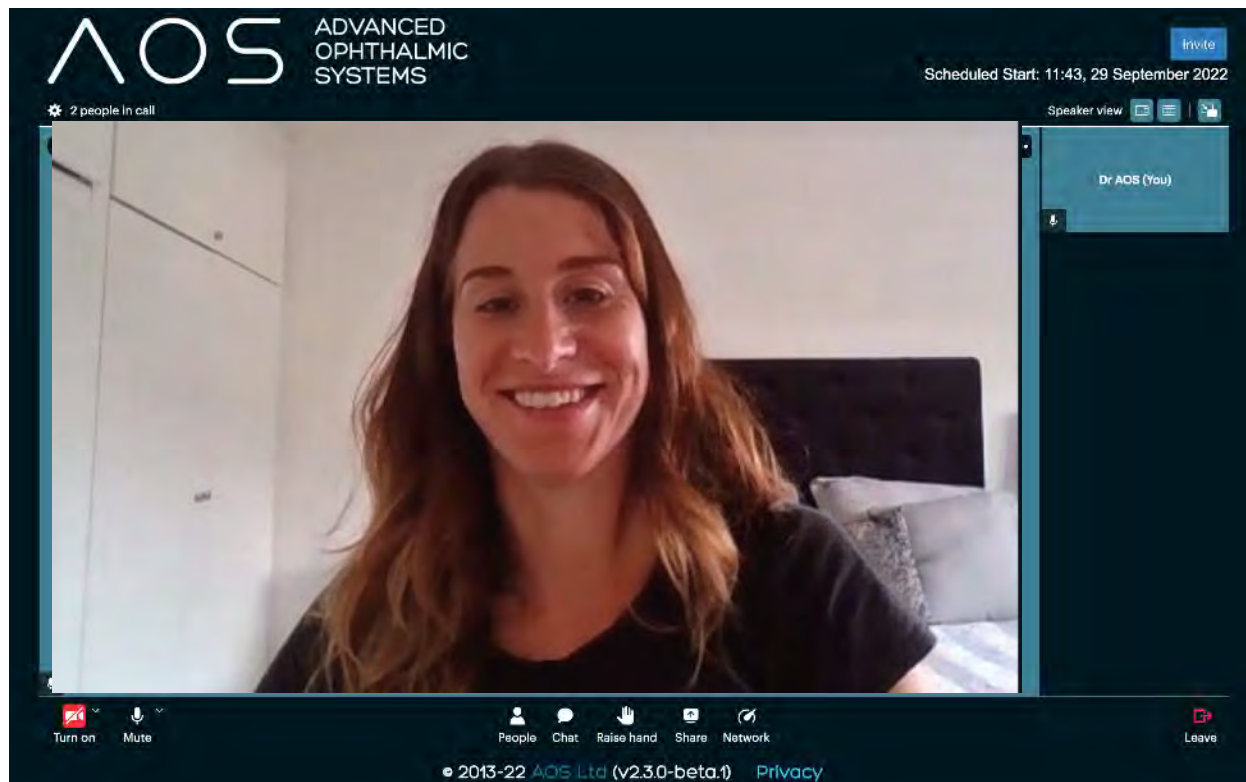 AOS
ADVANCED
OPHTHALMIC
SYSTEMS
Invite
Scheduled Start: 11:43, 29 September 2022
2 people in call
Speaker view
Dr AOS (You)
Turn on
Mute
People
Chat
Raise hand
Share
Network
Leave
© 2013-22 AOS Ltd (v2.3.0-beta.1) Privacy